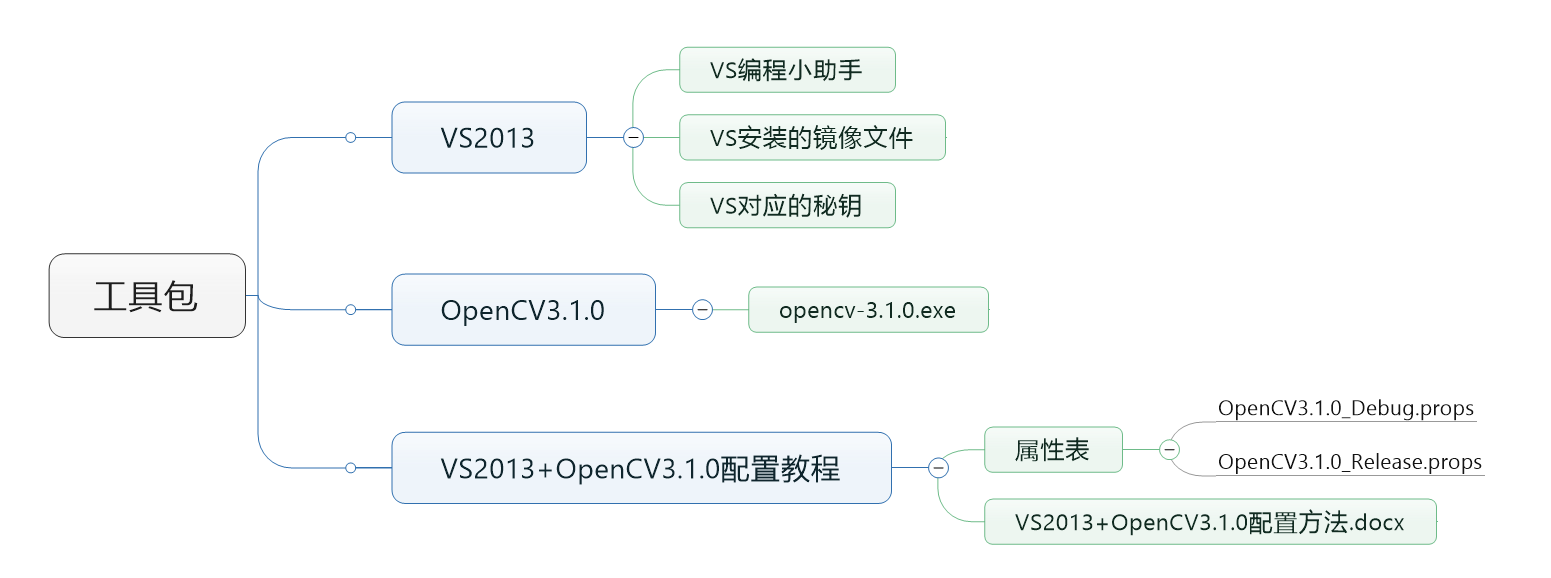 工具包
VS2013
VS编程小助手
VS安装的镜像文件
VS对应的秘钥
OpenCV3.1.0
opencv-3.1.0.exe
VS2013+OpenCV3.1.0配置教程
属性表
OpenCV3.1.0_Debug.props
OpenCV3.1.0_Release.props
VS2013+OpenCV3.1.0配置方法.docx